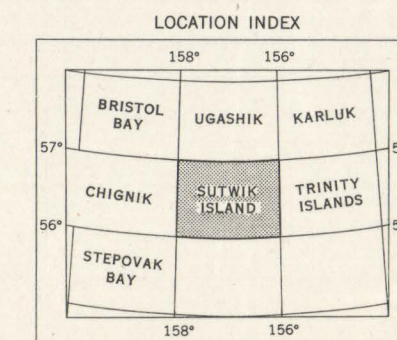 LOCATION INDEX
158° 156°
BRISTOL
BAY
UGASHIK
KARLUK
57°
CHIGNIK
SUTWIK
ISLAND
TRINITY
ISLANDS
56°
STEPOVAK
BAY
158° 156°